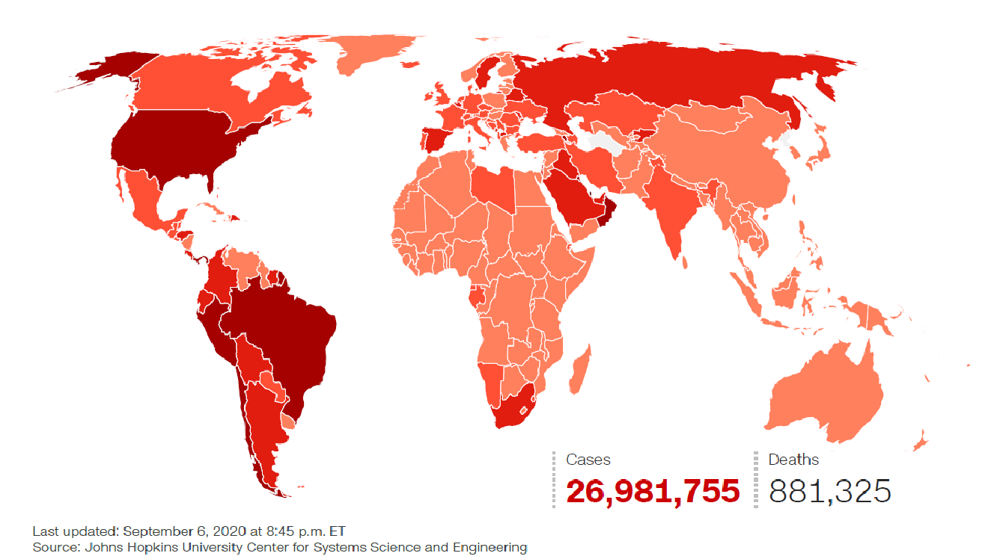 Cases
26,981,755
Deaths
881,325
Last updated: September 6, 2020 at 8:45 p.m. ET
Source: Johns Hopkins University Center for Systems Science and Engineering